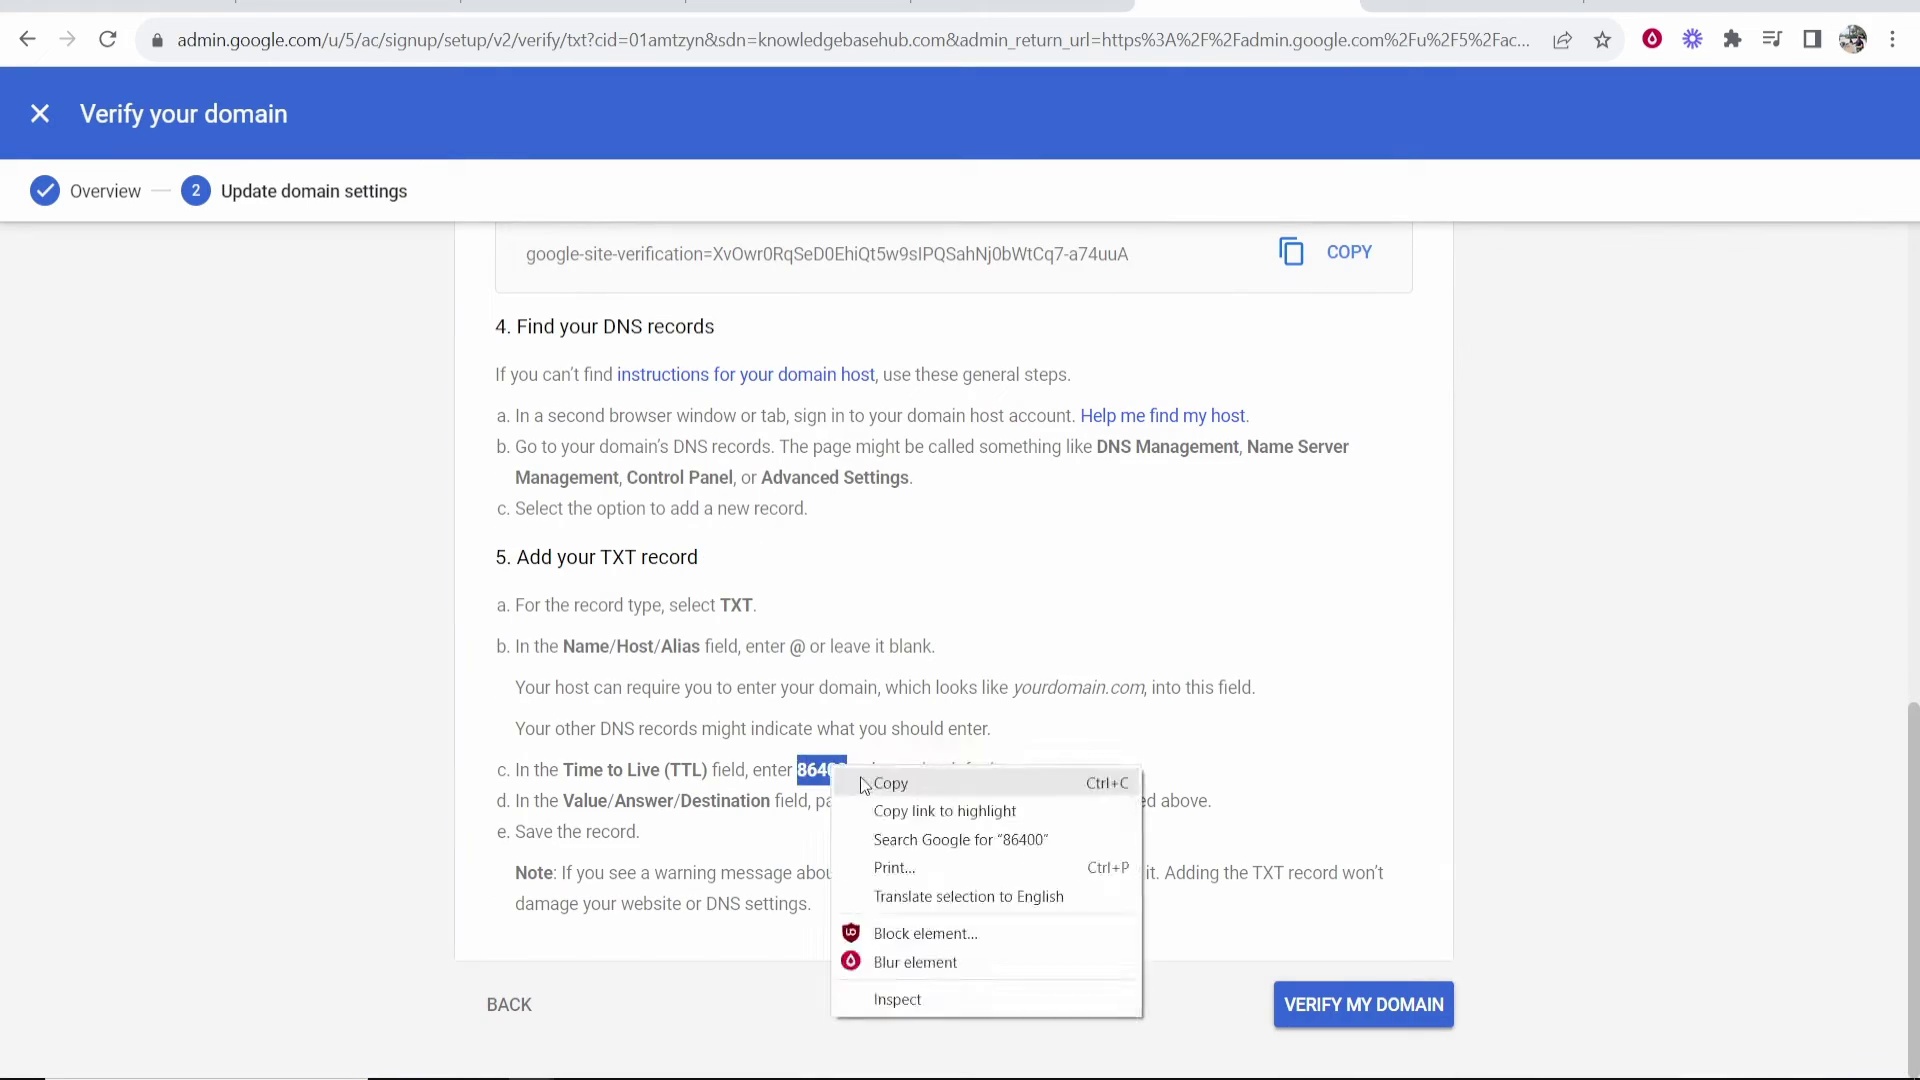 admin.google.com/u/5/ac/signup/setup/v2/verify/txt?cid=01amtzyn&sdn=knowledgebasehub.com&admin_return_url=https%3A%2F%2Fadmin.google.com%2Fu%2F5%2Fac...
Verify your domain
Overview
2 Update domain settings
google-site-verification=XvOwr0RqSeD0EhiQt5w9sIPQSahNj0bWtCq7-a74uuA
COPY
4. Find your DNS records
If you can't find instructions for your domain host, use these general steps.
a. In a second browser window or tab, sign in to your domain host account. Help me find my host.
b. Go to your domain's DNS records. The page might be called something like DNS Management, Name Server
Management, Control Panel, or Advanced Settings.
c. Select the option to add a new record.
5. Add your TXT record
a. For the record type, select TXT.
b. In the Name/Host/Alias field, enter @ or leave it blank.
Your host can require you to enter your domain, which looks like yourdomain.com, into this field.
Your other DNS records might indicate what you should enter.
c. In the Time to Live (TTL) field, enter 8640
d. In the Value/Answer/Destination field, pa ed above.
e. Save the record.
Note: If you see a warning message abou it. Adding the TXT record won't
damage your website or DNS settings.
Copy Ctrl+C
Copy link to highlight
Search Google for "86400"
Print... Ctrl+P
Translate selection to English
Block element...
Blur element
Inspect
BACK
VERIFY MY DOMAIN